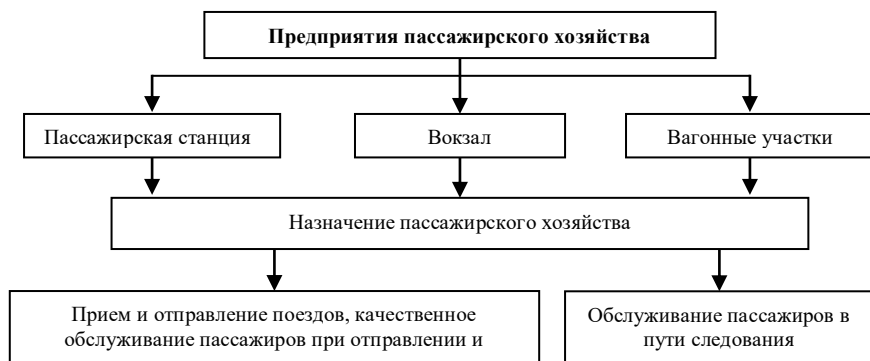 Предприятия пассажирского хозяйства
Пассажирская станция
Вокзал
Вагонные участки
Назначение пассажирского хозяйства
Прием и отправление поездов, качественное
обслуживание пассажиров при отправлении и
Обслуживание пассажиров в
пути следования